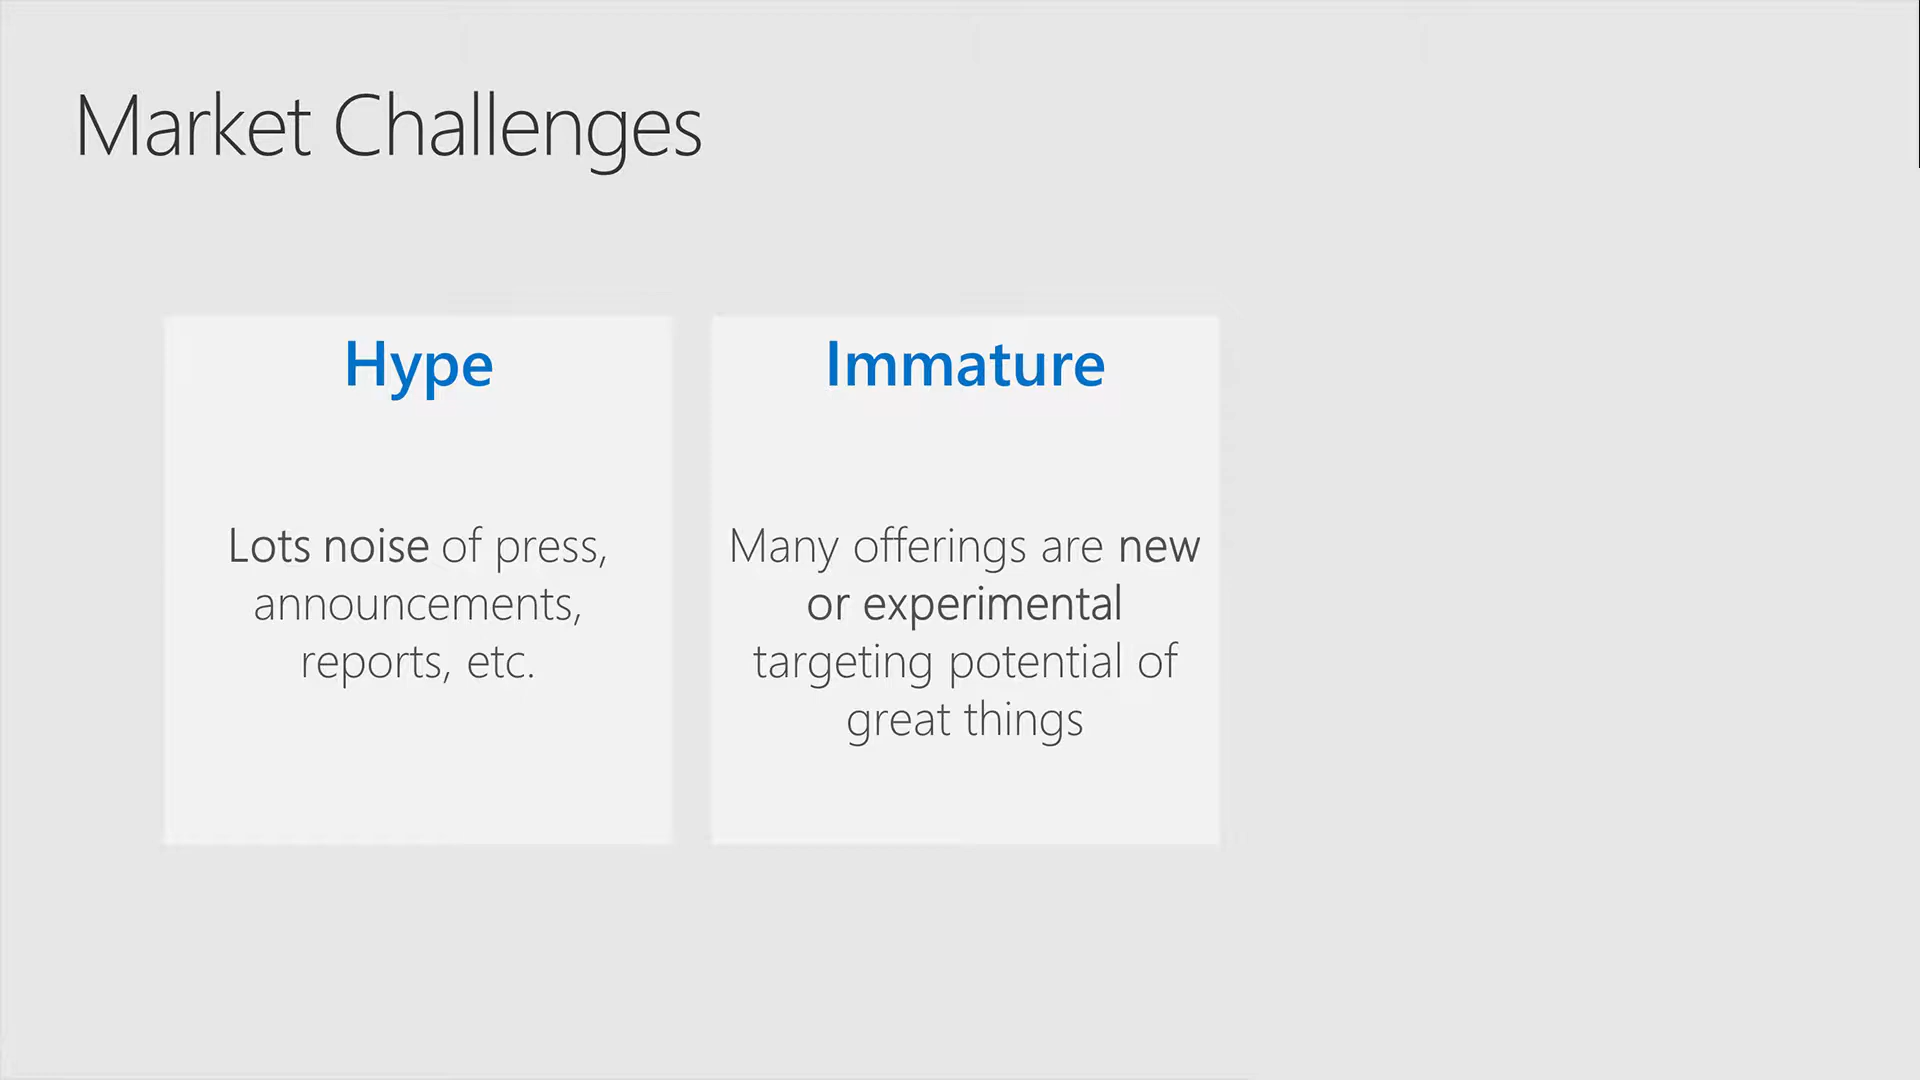 Market Challenges
Hype
Lots noise of press,
announcements,
reports, etc.
Immature
Many offerings are new
or experimental
targeting potential of
great things